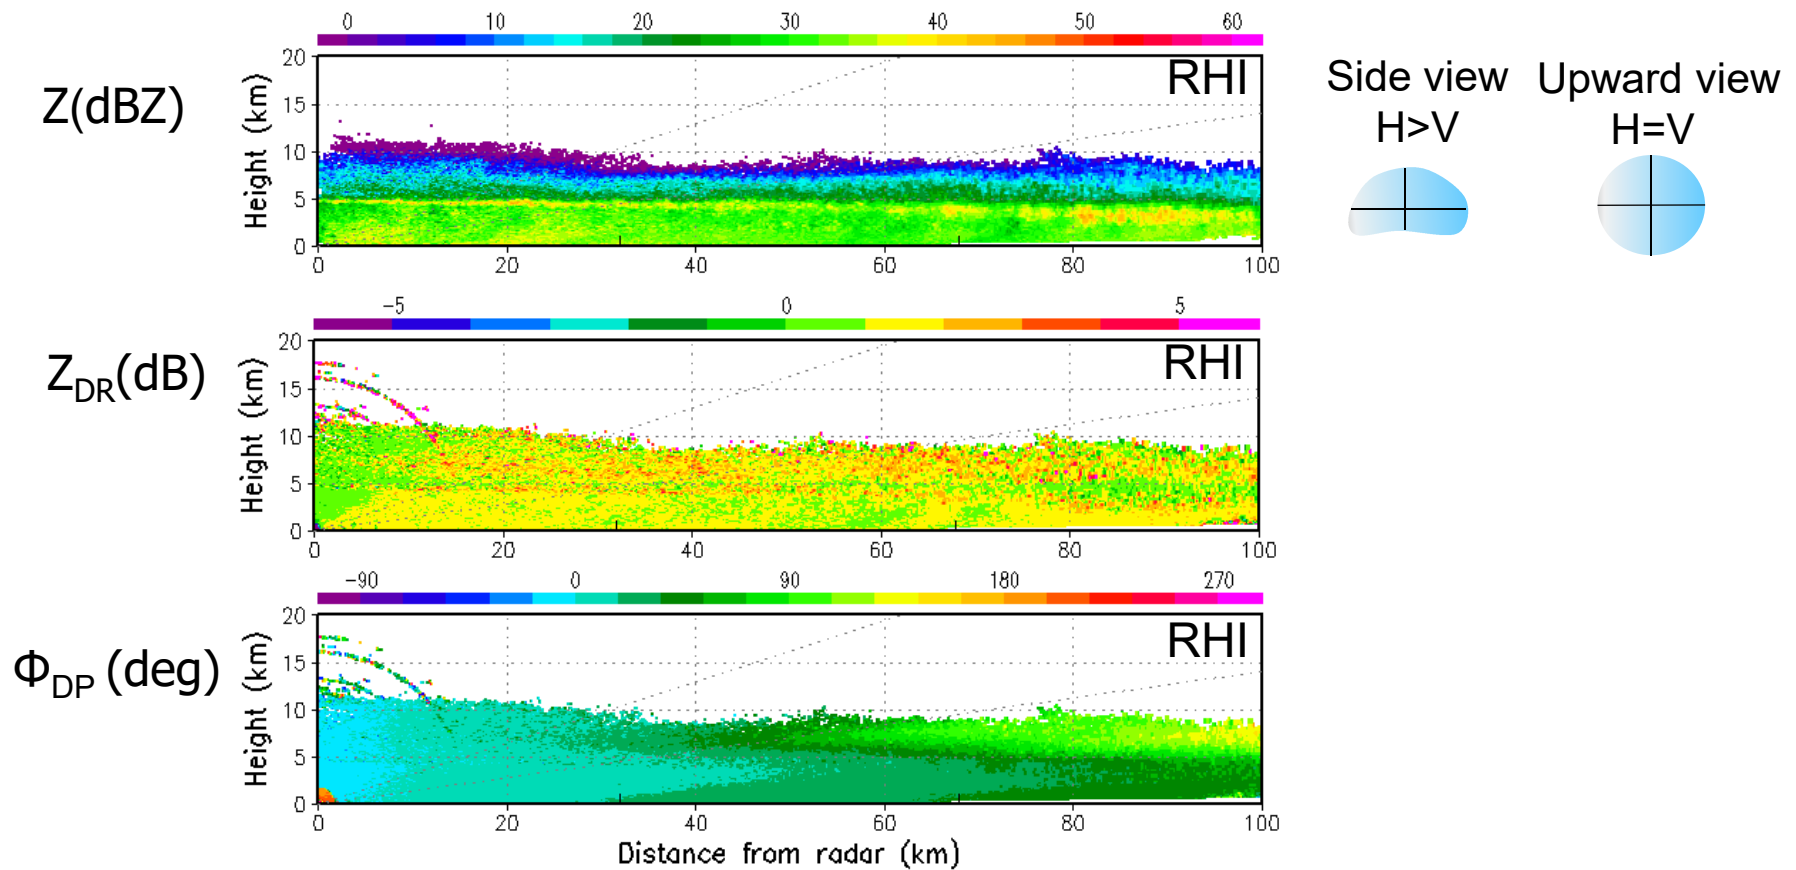 0 10 20 30 40 50 60
Z(dBZ)
Height (km)
20
15
10
5
0
RHI
0 20 40 60 80 100
Side view
H>V
Upward view
H=V
-5 0 5
Z_DR(dB)
Height (km)
20
15
10
5
0
RHI
0 20 40 60 80 100
-90 0 90 180 270
Φ_DP (deg)
Height (km)
20
15
10
5
0
RHI
0 20 40 60 80 100
Distance from radar (km)